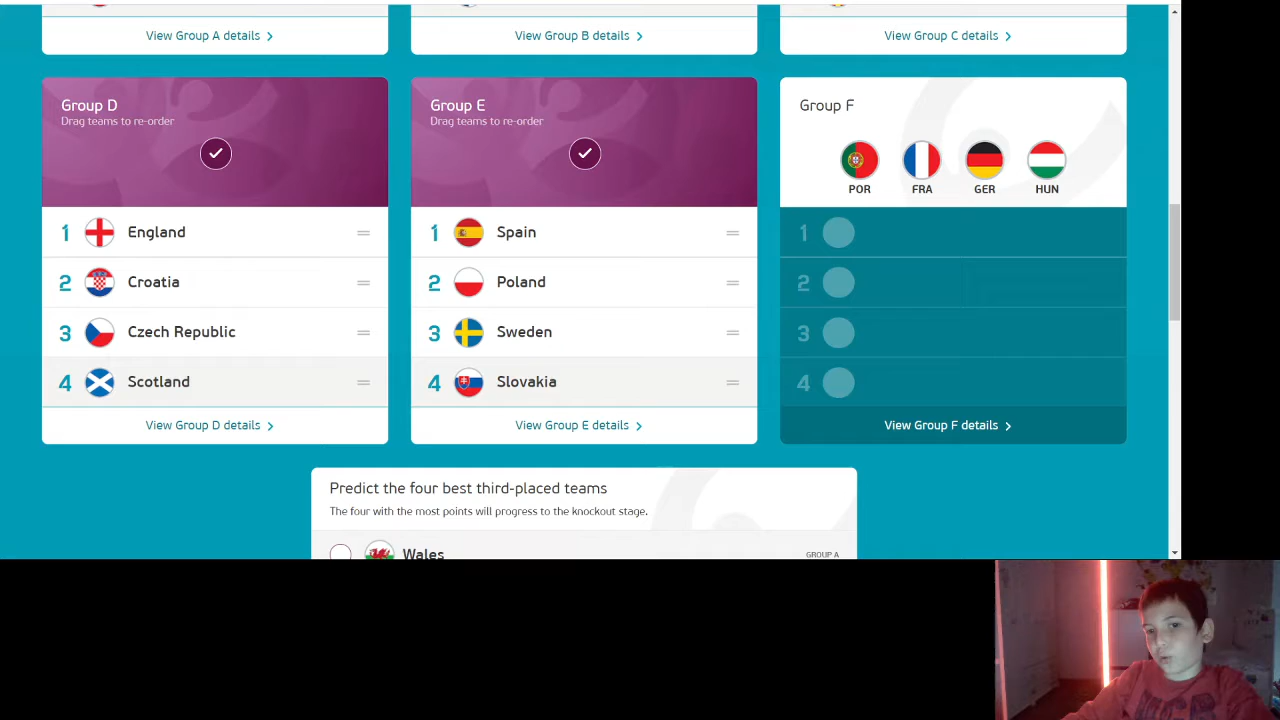 View Group A details
View Group B details
View Group C details
Group D
Drag teams to re-order
1 England
2 Croatia
3 Czech Republic
4 Scotland
View Group D details
Group E
Drag teams to re-order
1 Spain
2 Poland
3 Sweden
4 Slovakia
View Group E details
Group F
POR FRA GER HUN
1
2
3
4
View Group F details
Predict the four best third-placed teams
The four with the most points will progress to the knockout stage.
Wales GROUP A